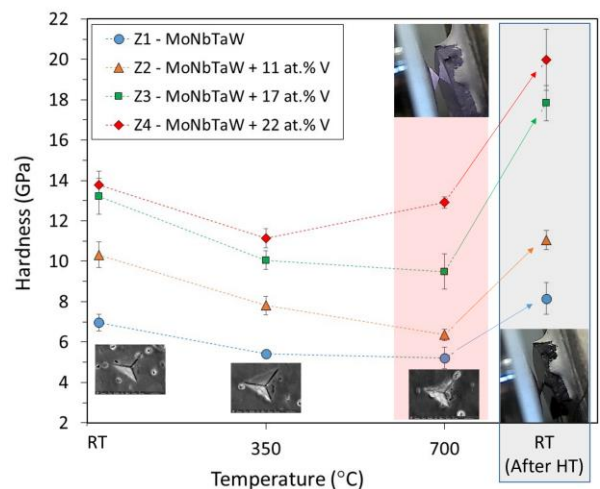 22
20
18
16
14
12
10
8
6
4
2
Hardness (GPa)
Z1 - MoNbTaW
Z2 - MoNbTaW + 11 at.% V
Z3 - MoNbTaW + 17 at.% V
Z4 - MoNbTaW + 22 at.% V
RT
350
700
RT
(After HT)
Temperature (°C)